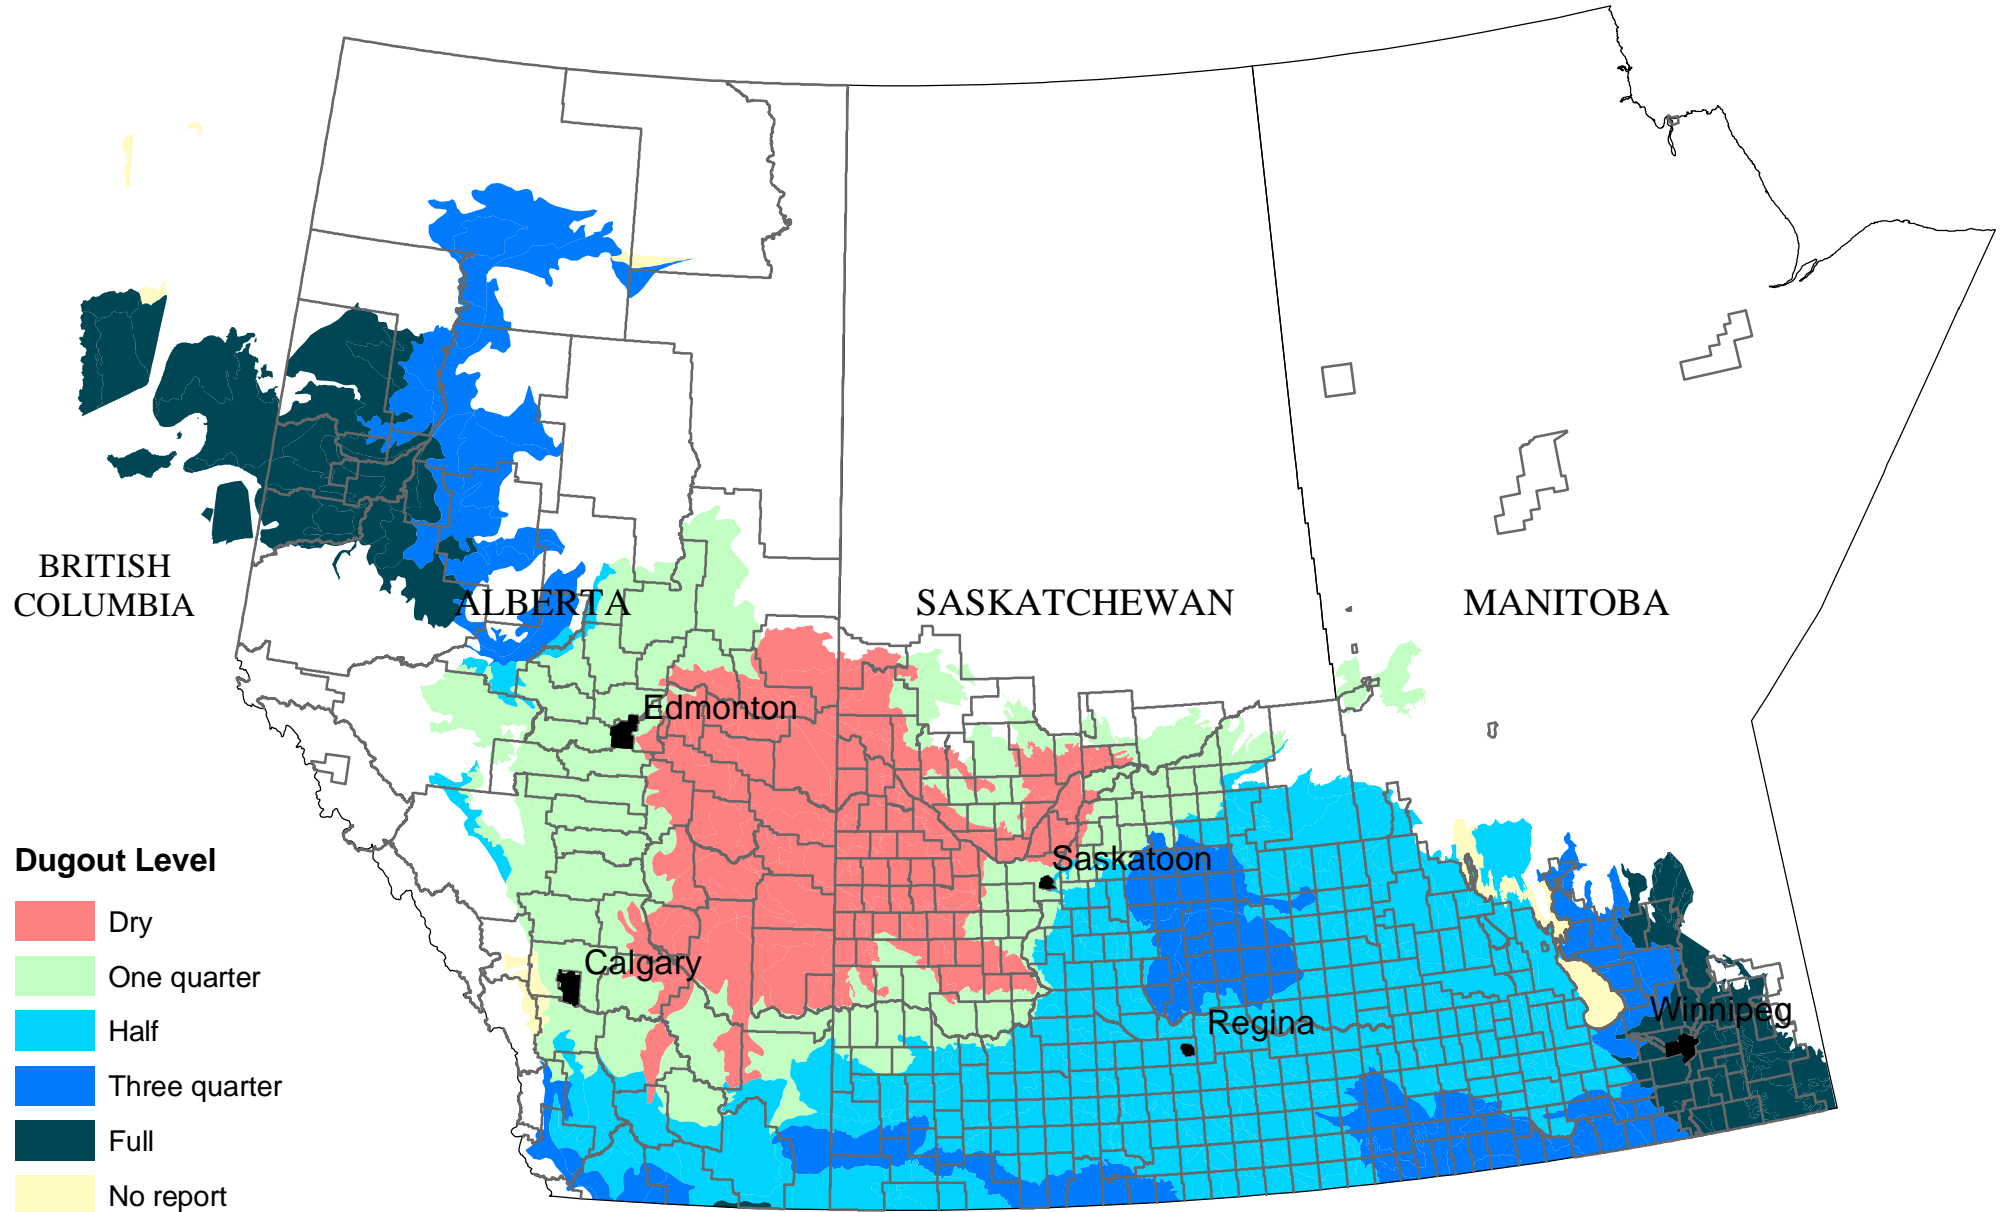 BRITISH
COLUMBIA
ALBERTA
SASKATCHEWAN
MANITOBA
Edmonton
Saskatoon
Calgary
Regina
Winnipeg
Dugout Level
Dry
One quarter
Half
Three quarter
Full
No report